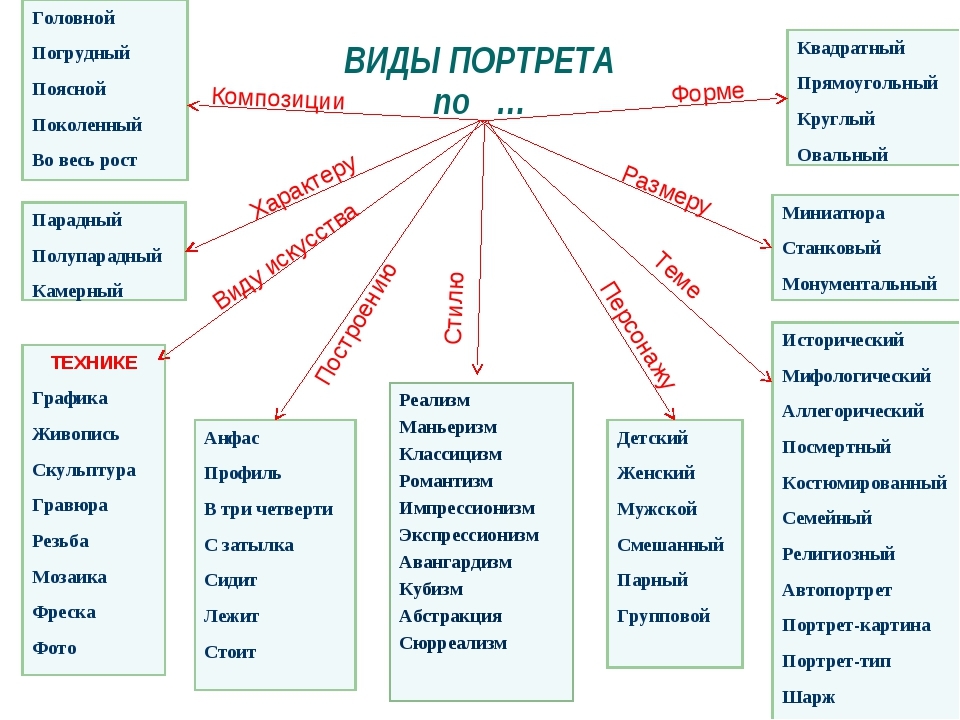 ВИДЫ ПОРТРЕТА
по ...
Композиции
Головной
Погрудный
Поясной
Поколенный
Во весь рост
Характеру
Парадный
Полупарадный
Камерный
Виду искусства
ТЕХНИКЕ
Графика
Живопись
Скульптура
Гравюра
Резьба
Мозаика
Фреска
Фото
Построению
Анфас
Профиль
В три четверти
С затылка
Сидит
Лежит
Стоит
Стилю
Реализм
Маньеризм
Классицизм
Романтизм
Импрессионизм
Экспрессионизм
Авангардизм
Кубизм
Абстракция
Сюрреализм
Персонажу
Детский
Женский
Мужской
Смешанный
Парный
Групповой
Теме
Исторический
Мифологический
Аллегорический
Посмертный
Костюмированный
Семейный
Религиозный
Автопортрет
Портрет-картина
Портрет-тип
Шарж
Размеру
Миниатюра
Станковый
Монументальный
Форме
Квадратный
Прямоугольный
Круглый
Овальный